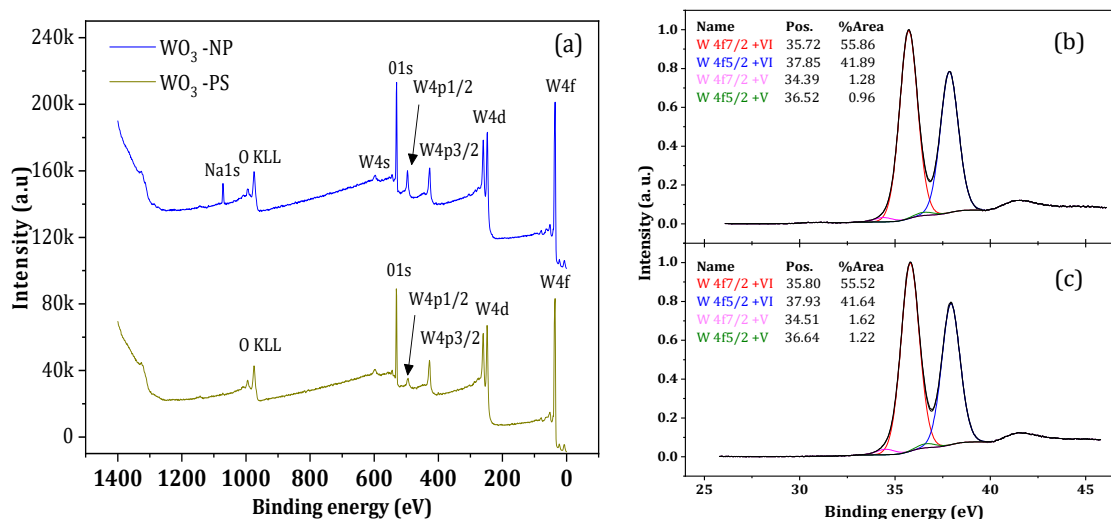 240k
200k
160k
120k
80k
40k
0
Intensity (a.u)
WO3 -NP
WO3 -PS
(a)
Na1s
O KLL
W4s
01s
W4p1/2
W4p3/2
W4d
W4f
O KLL
01s
W4p1/2
W4p3/2
W4d
W4f
1400 1200 1000 800 600 400 200 0
Binding energy (eV)
Name Pos. %Area
W 4f7/2 +VI 35.72 55.86
W 4f5/2 +VI 37.85 41.89
W 4f7/2 +V 34.39 1.28
W 4f5/2 +V 36.52 0.96
(b)
1.0
0.8
0.6
0.4
0.2
0.0
Intensity (a. u.)
Name Pos. %Area
W 4f7/2 +VI 35.80 55.52
W 4f5/2 +VI 37.93 41.64
W 4f7/2 +V 34.51 1.62
W 4f5/2 +V 36.64 1.22
(c)
1.0
0.8
0.6
0.4
0.2
0.0
25 30 35 40 45
Binding energy (eV)